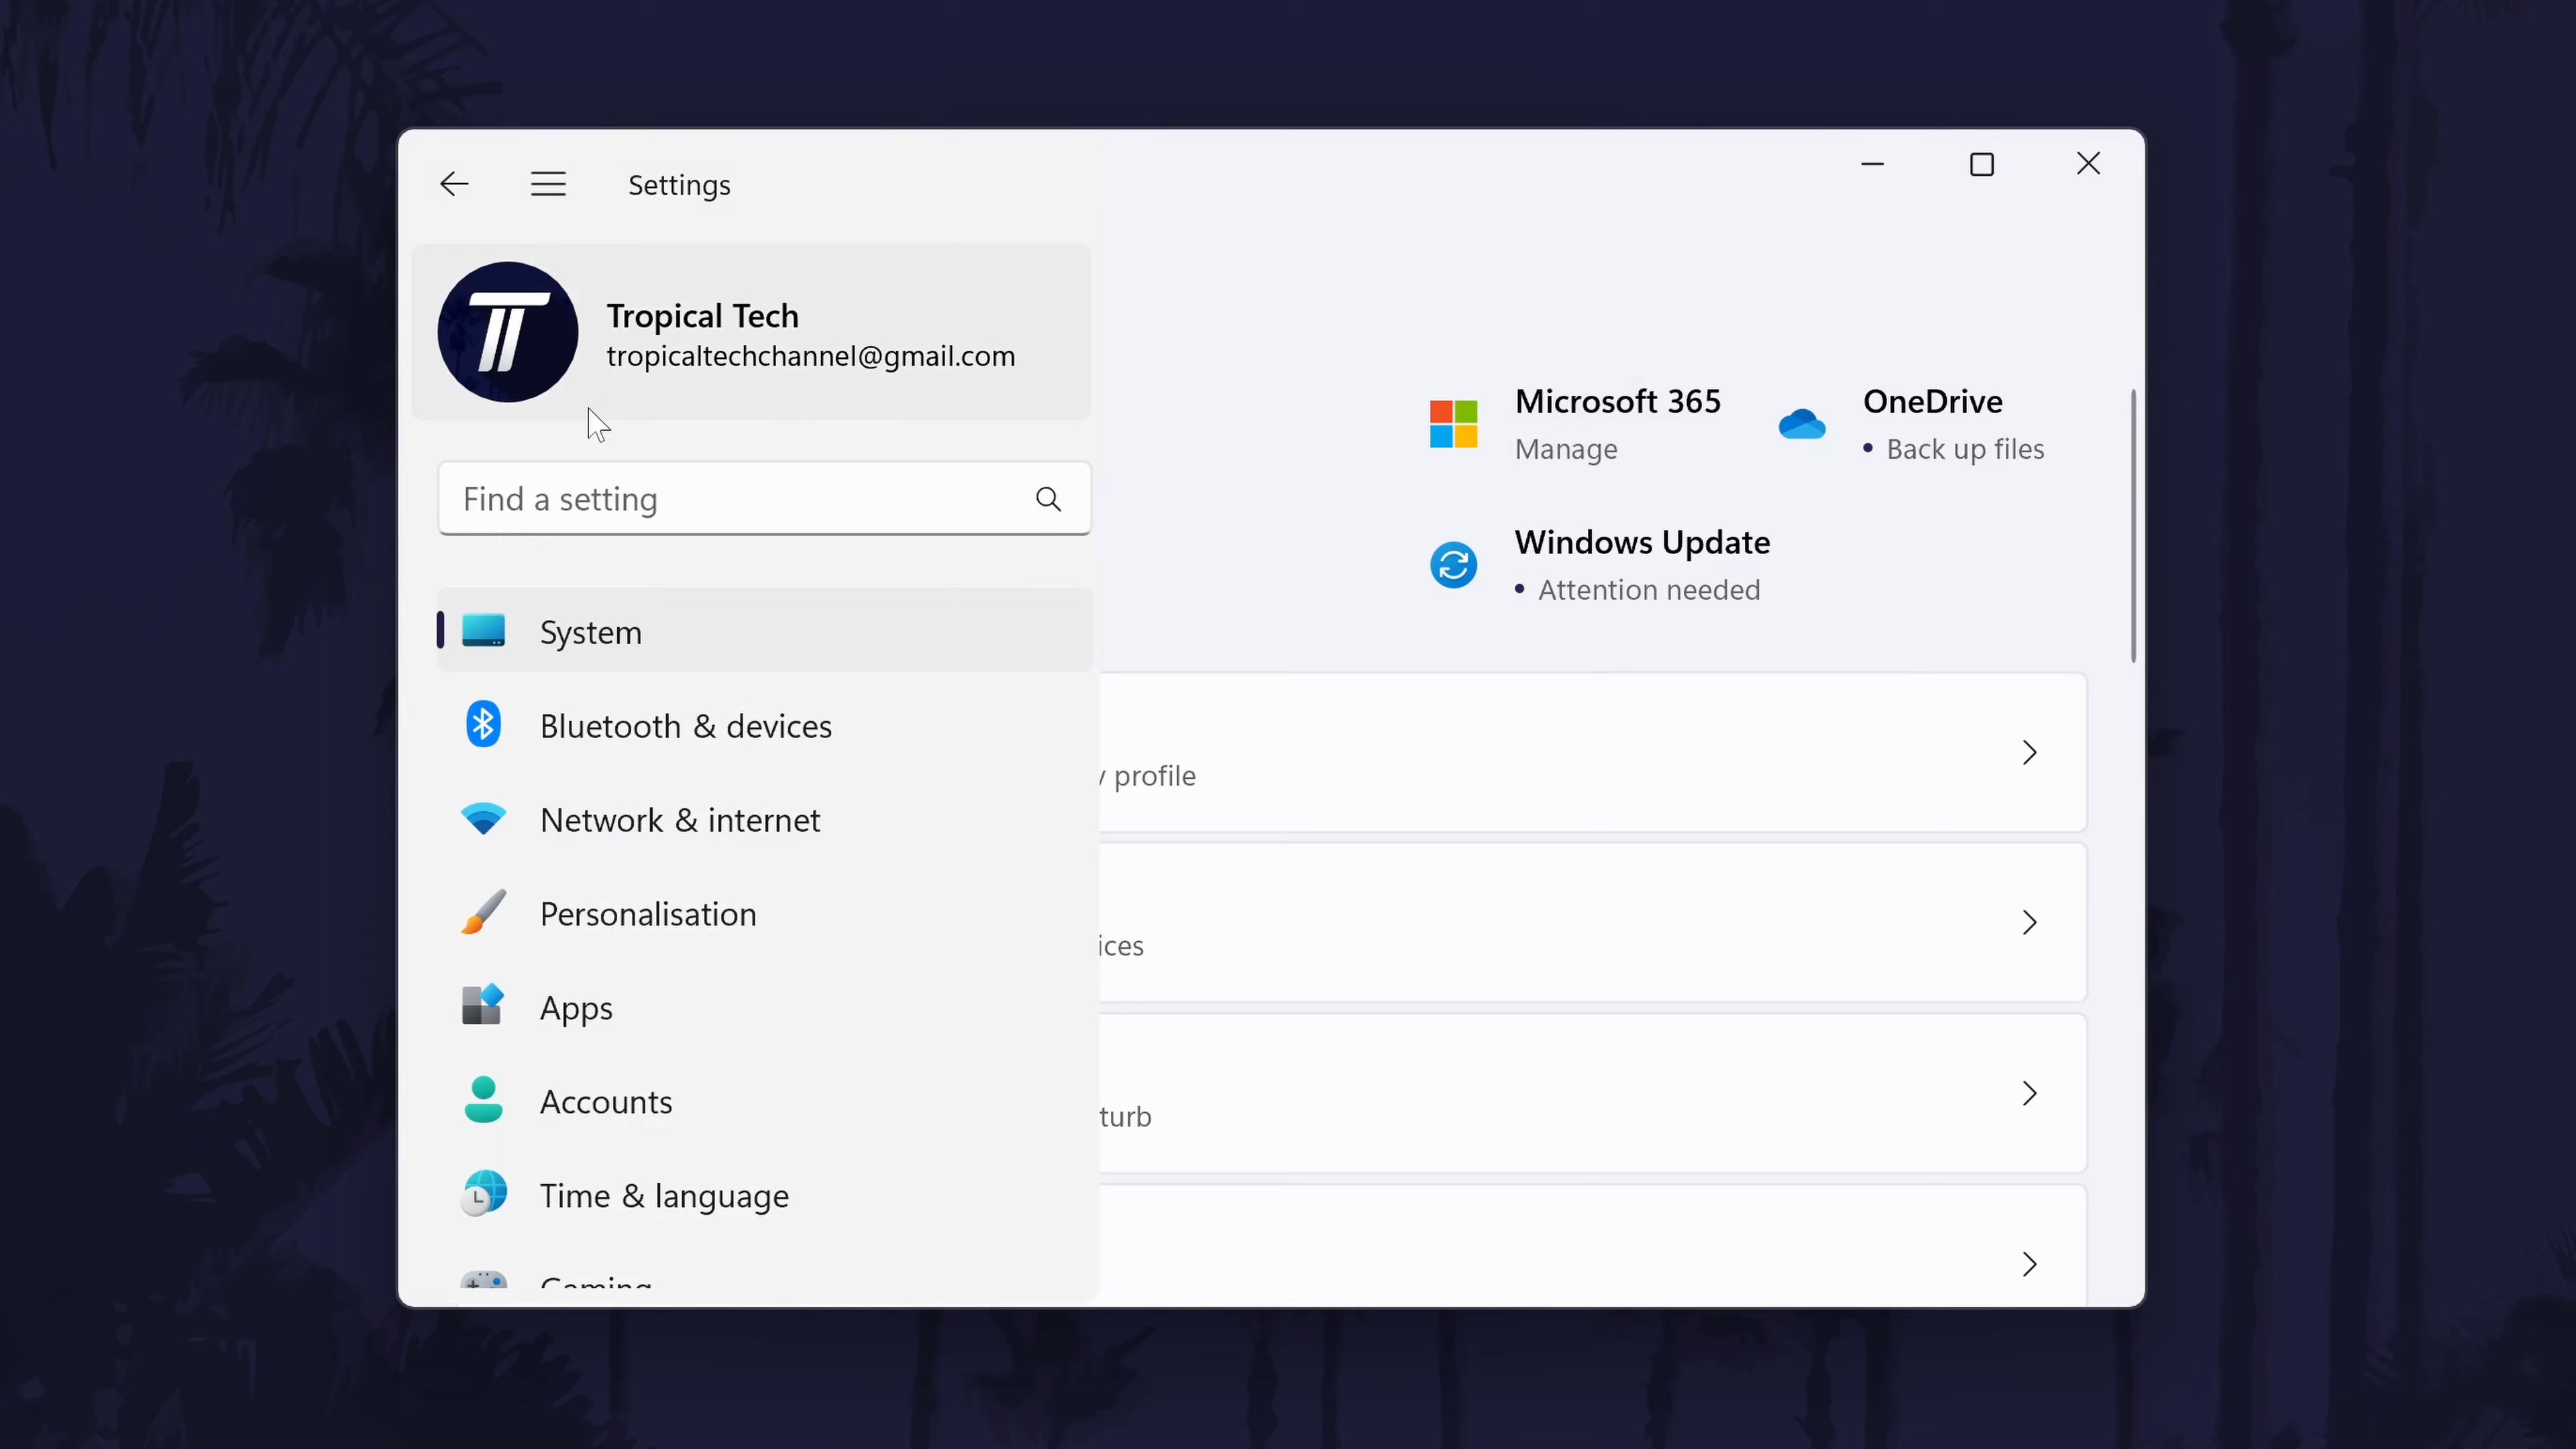 Settings
Tropical Tech
tropicaltechchannel@gmail.com
Find a setting
System
Bluetooth & devices
Network & internet
Personalisation
Apps
Accounts
Time & language
Gaming
Microsoft 365
Manage
OneDrive
• Back up files
Windows Update
• Attention needed
y profile
ices
turb